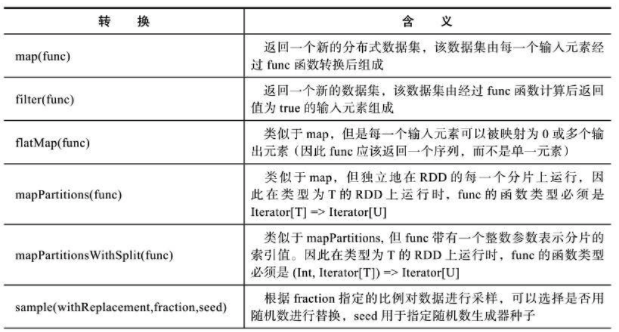 转 换 含 义
map(func)
返回一个新的分布式数据集，该数据集由每一个输入元素经
过 func 函数转换后组成
filter(func)
返回一个新的数据集，该数据集由经过 func 函数计算后返回
值为 true 的输入元素组成
flatMap(func)
类似于 map，但是每一个输入元素可以被映射为 0 或多个输
出元素（因此 func 应该返回一个序列，而不是单一元素）
mapPartitions(func)
类似于 map，但独立地在 RDD 的每一个分片上运行，因
此在类型为 T 的 RDD 上运行时，func 的函数类型必须是
Iterator[T] => Iterator[U]
mapPartitionsWithSplit(func)
类似于 mapPartitions, 但 func 带有一个整数参数表示分片的
索引值。因此在类型为 T 的 RDD 上运行时，func 的函数类型
必须是 (Int, Iterator[T]) => Iterator[U]
sample(withReplacement,fraction,seed)
根据 fraction 指定的比例对数据进行采样，可以选择是否用
随机数进行替换，seed 用于指定随机数生成器种子